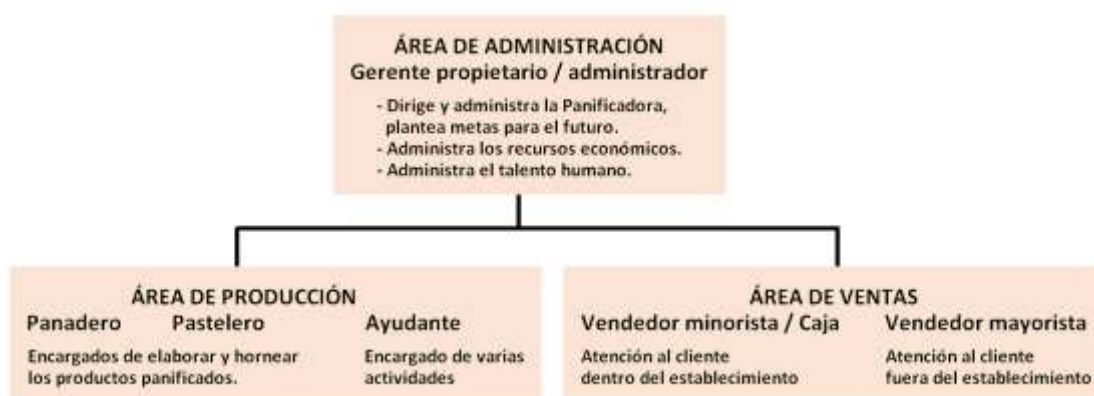 ÁREA DE ADMINISTRACIÓN
Gerente propietario / administrador
- Dirige y administra la Panificadora,
plantea metas para el futuro.
- Administra los recursos económicos.
- Administra el talento humano.
ÁREA DE PRODUCCIÓN
Panadero Pastelero Ayudante
Encargados de elaborar y hornear
los productos panificados.
Encargado de varias
actividades
ÁREA DE VENTAS
Vendedor minorista / Caja Vendedor mayorista
Atención al cliente
dentro del establecimiento
Atención al cliente
fuera del establecimiento